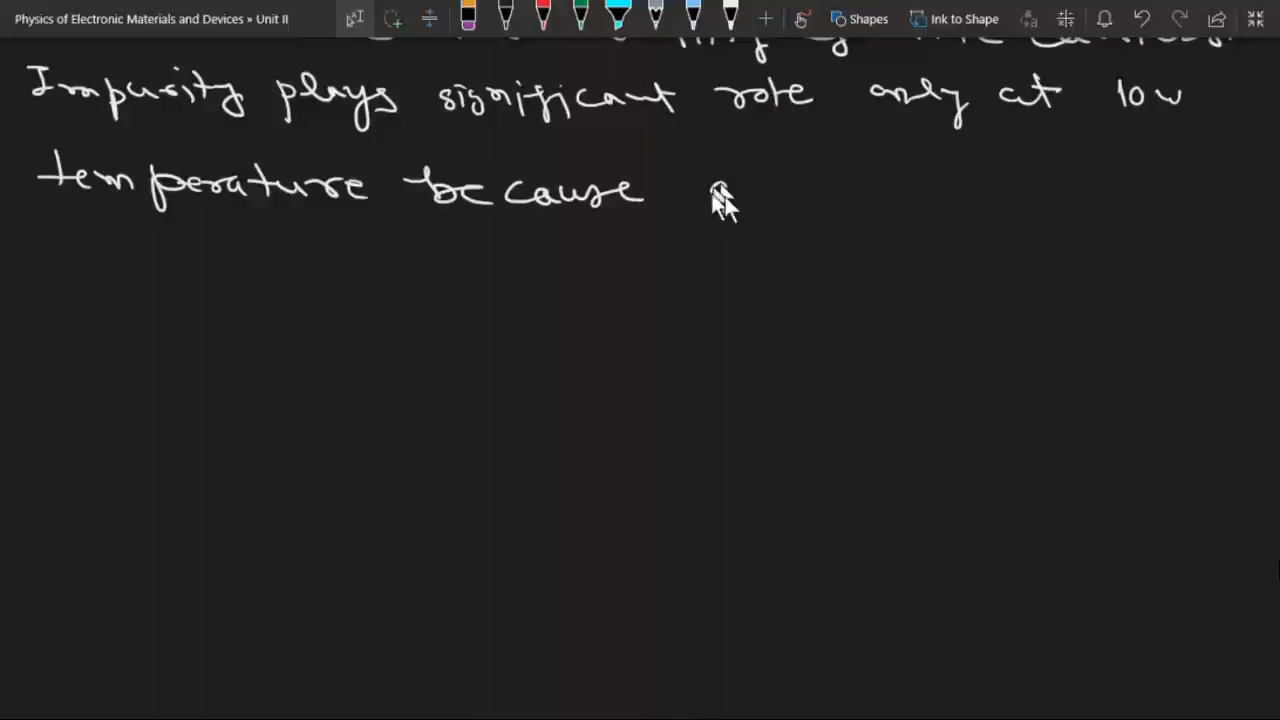 Physics of Electronic Materials and Devices » Unit II
Shapes
Ink to Shape
Impurity plays significant role only at low
temperature because